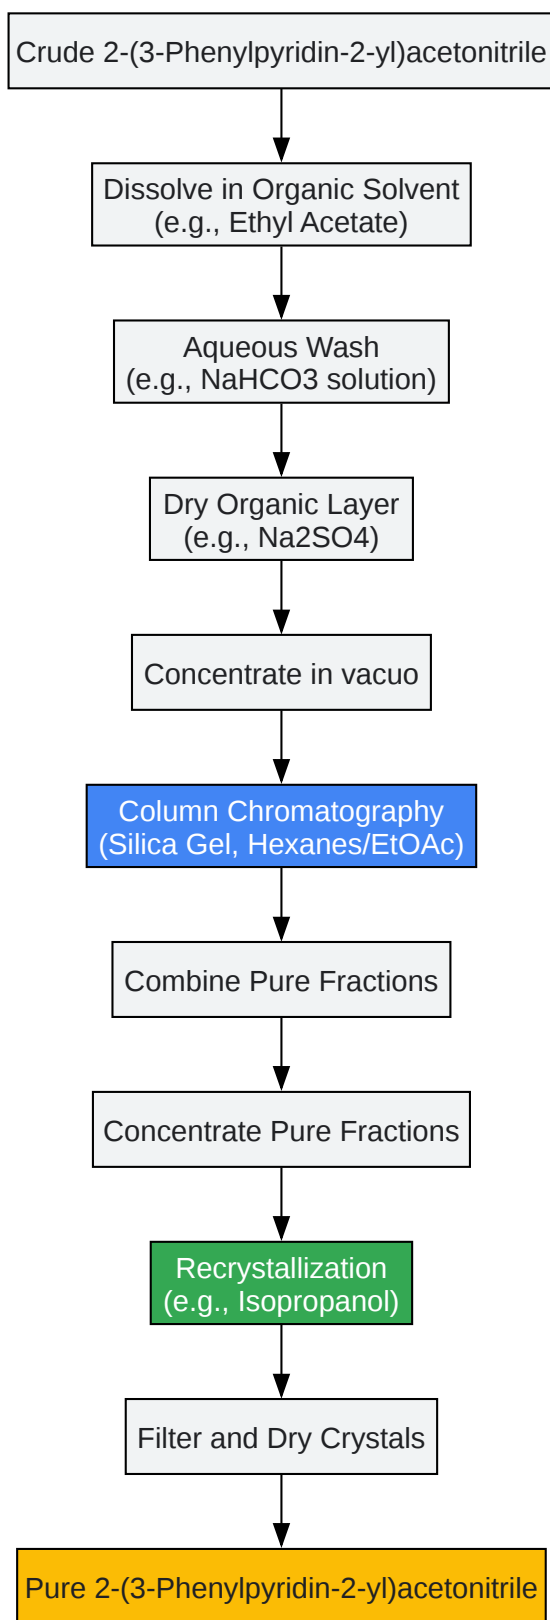 Crude 2-(3-Phenylpyridin-2-yl)acetonitrile
Dissolve in Organic Solvent
(e.g., Ethyl Acetate)
Aqueous Wash
(e.g., NaHCO3 solution)
Dry Organic Layer
(e.g., Na2SO4)
Concentrate in vacuo
Column Chromatography
(Silica Gel, Hexanes/EtOAc)
Combine Pure Fractions
Concentrate Pure Fractions
Recrystallization
(e.g., Isopropanol)
Filter and Dry Crystals
Pure 2-(3-Phenylpyridin-2-yl)acetonitrile